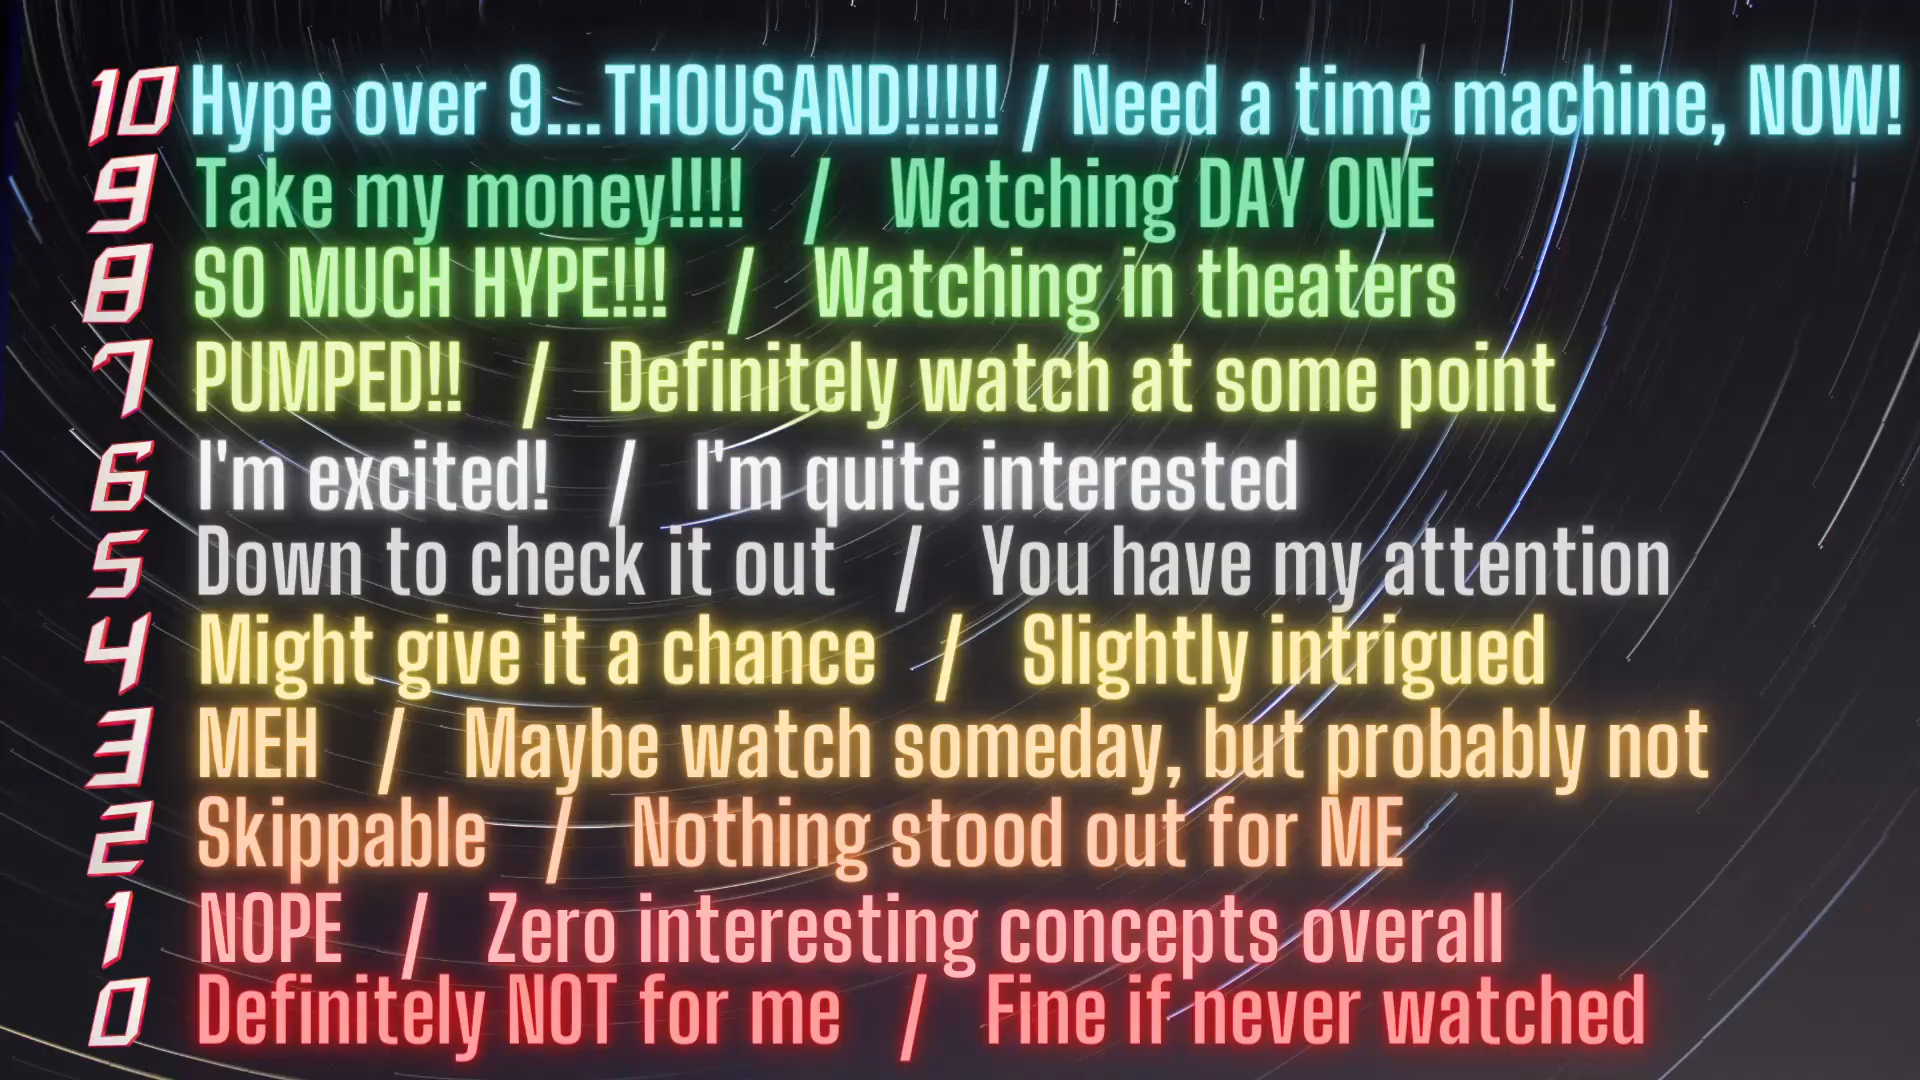 10 Hype over 9...THOUSAND!!!!! / Need a time machine, NOW!
9 Take my money!!!! / Watching DAY ONE
8 SO MUCH HYPE!!! / Watching in theaters
7 PUMPED!! / Definitely watch at some point
6 I'm excited! / I'm quite interested
5 Down to check it out / You have my attention
4 Might give it a chance / Slightly intrigued
3 MEH / Maybe watch someday, but probably not
2 Skippable / Nothing stood out for ME
1 NOPE / Zero interesting concepts overall
0 Definitely NOT for me / Fine if never watched